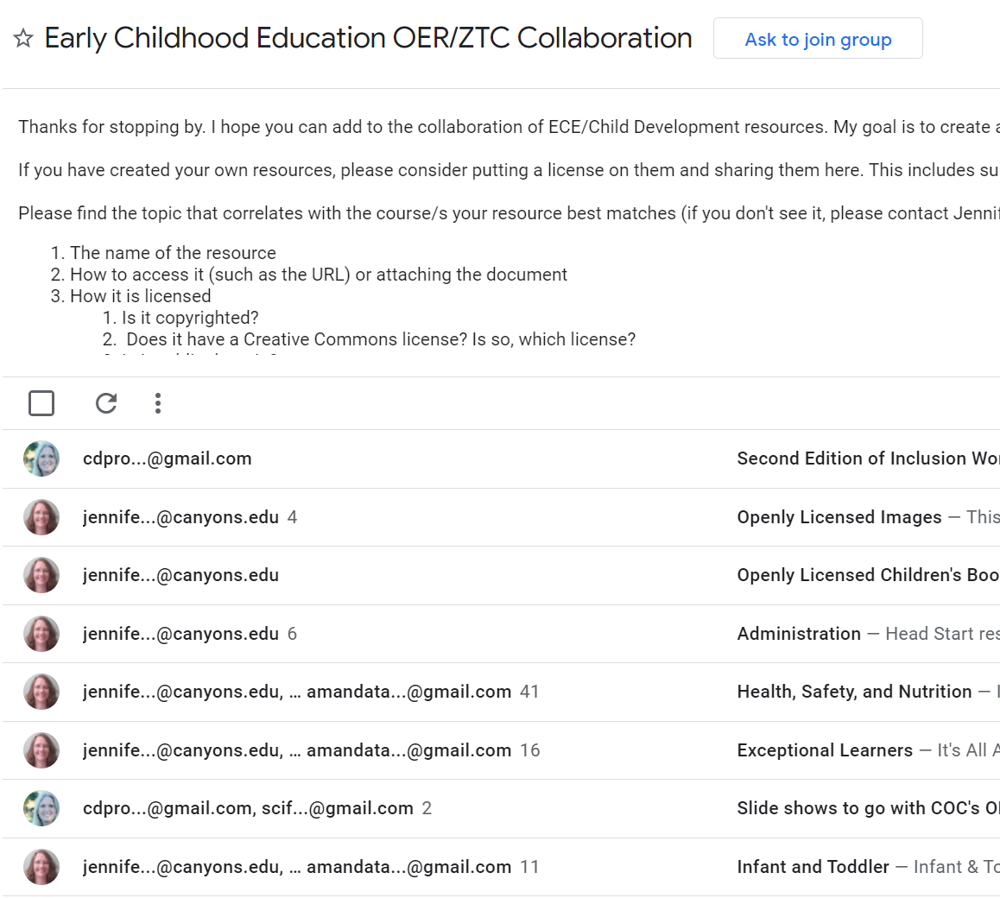 Early Childhood Education OER/ZTC Collaboration
Ask to join group
Thanks for stopping by. I hope you can add to the collaboration of ECE/Child Development resources. My goal is to create
If you have created your own resources, please consider putting a license on them and sharing them here. This includes su
Please find the topic that correlates with the course/s your resource best matches (if you don't see it, please contact Jennif
1. The name of the resource
2. How to access it (such as the URL) or attaching the document
3. How it is licensed
1. Is it copyrighted?
2. Does it have a Creative Commons license? Is so, which license?
cdpro...@gmail.com Second Edition of Inclusion Wor
jennife...@canyons.edu 4 Openly Licensed Images — This
jennife...@canyons.edu Openly Licensed Children's Boo
jennife...@canyons.edu 6 Administration — Head Start res
jennife...@canyons.edu, … amandata...@gmail.com 41 Health, Safety, and Nutrition —
jennife...@canyons.edu, … amandata...@gmail.com 16 Exceptional Learners — It's All A
cdpro...@gmail.com, scif...@gmail.com 2 Slide shows to go with COC's O
jennife...@canyons.edu, … amandata...@gmail.com 11 Infant and Toddler — Infant & To